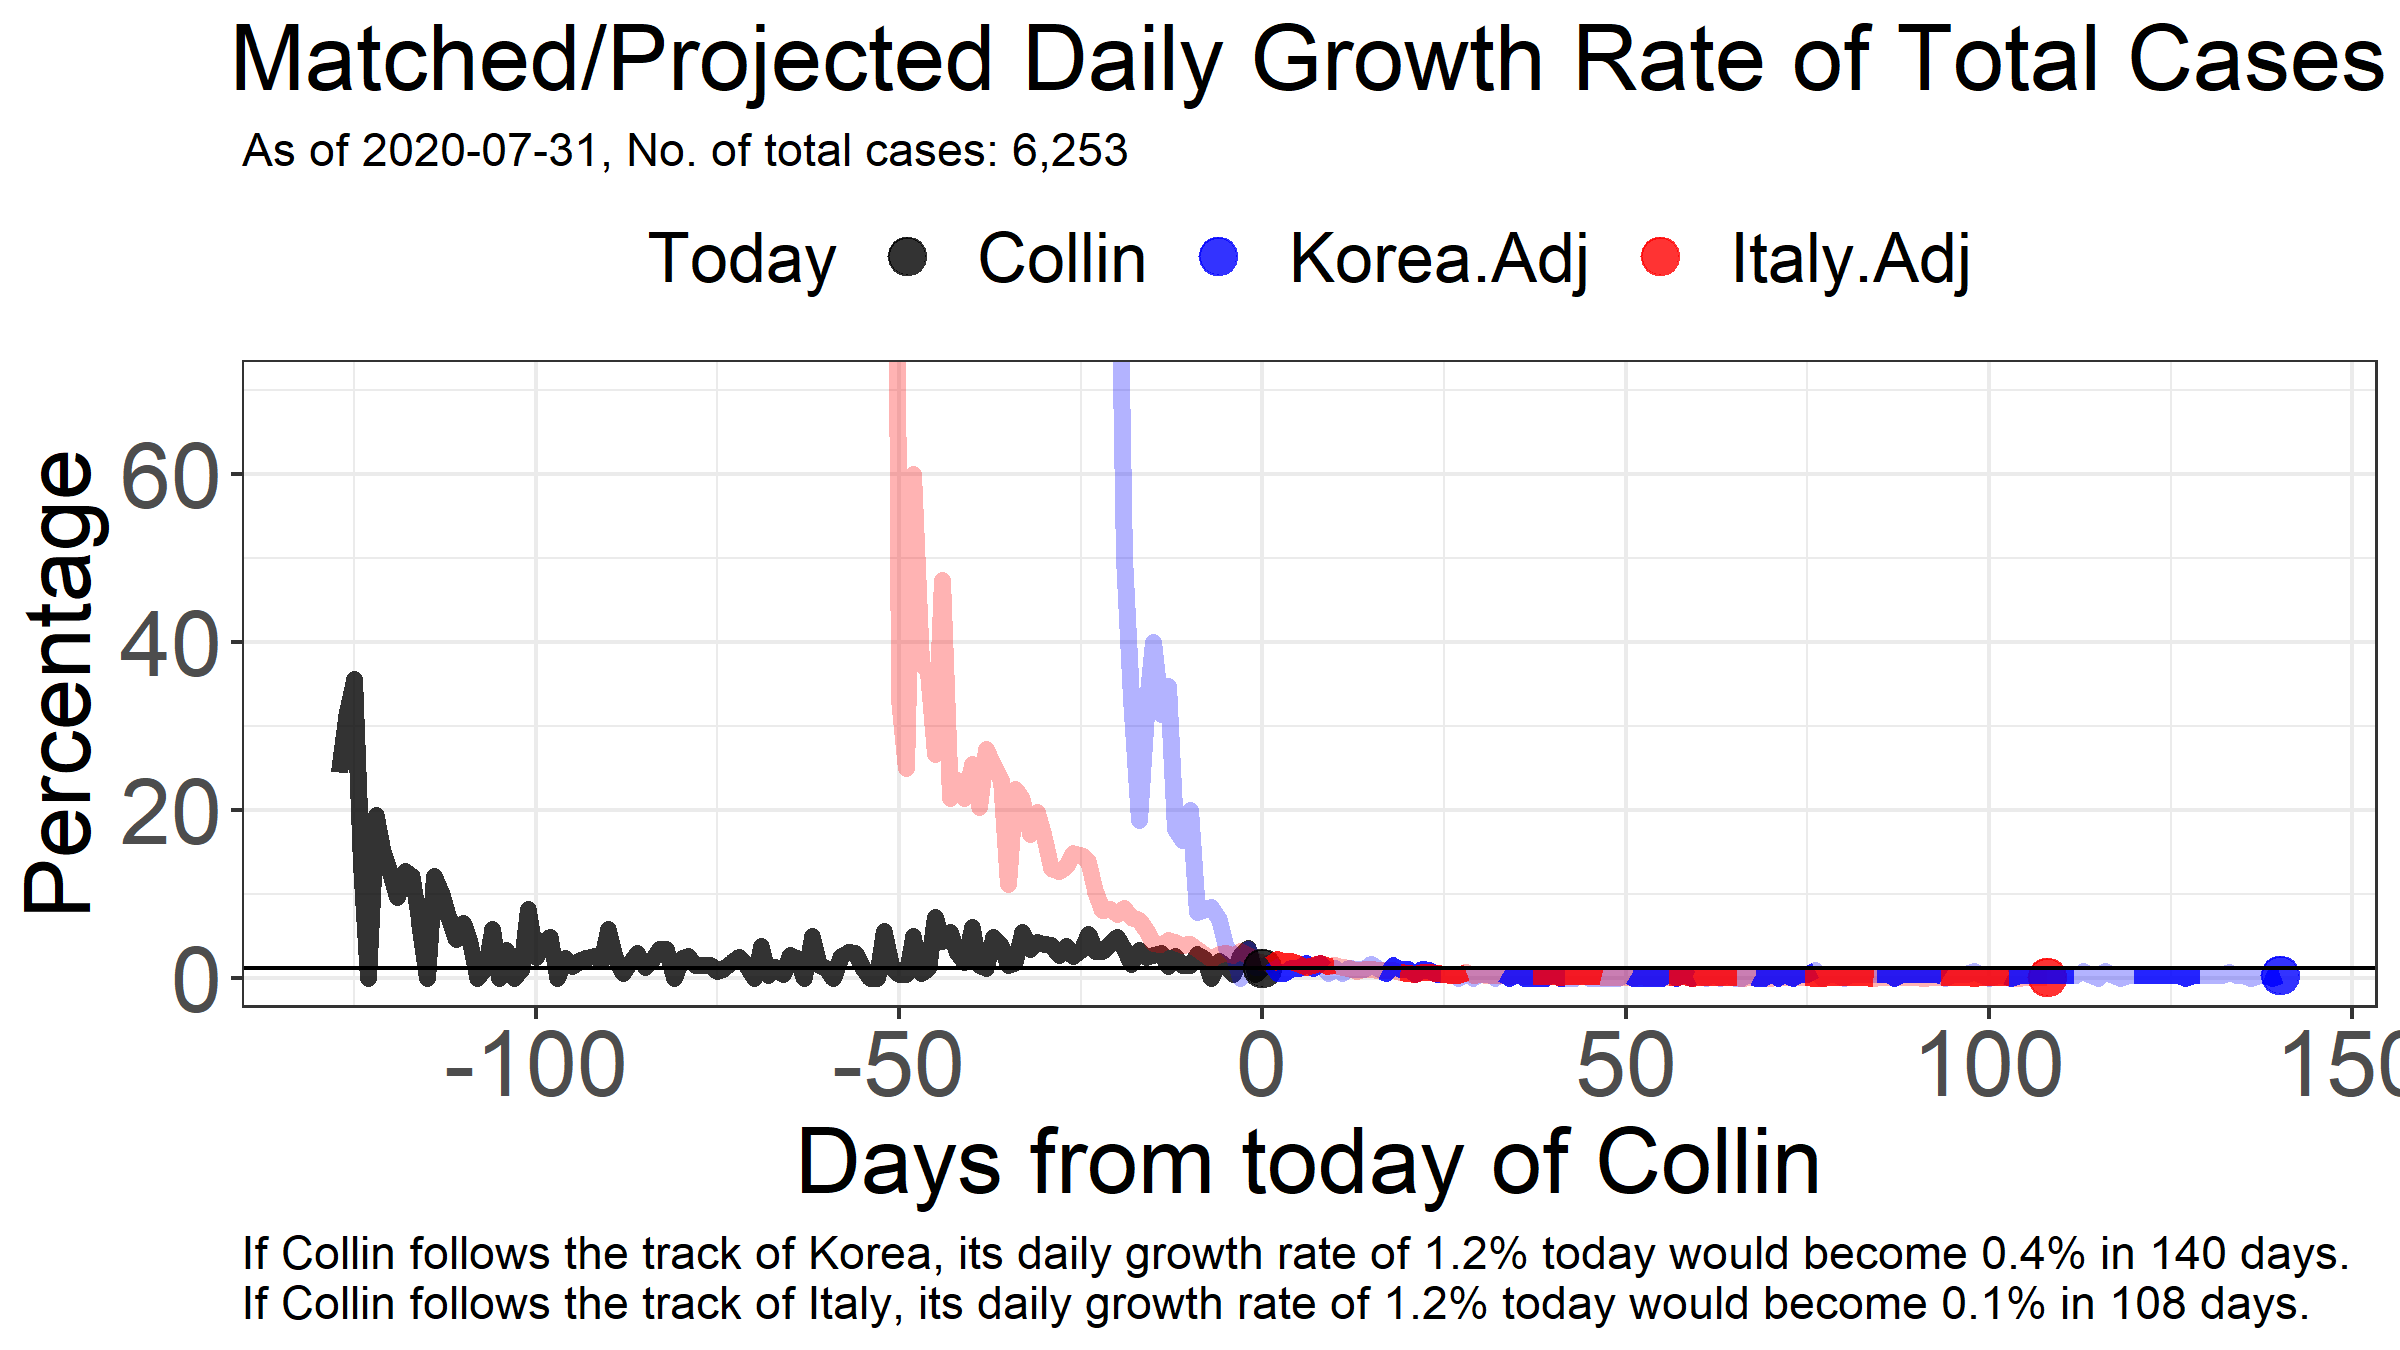 Matched/Projected Daily Growth Rate of Total Cases
As of 2020-07-31, No. of total cases: 6,253
Today Collin Korea.Adj Italy.Adj
Percentage
60
40
20
0
-100 -50 0 50 100 150
Days from today of Collin
If Collin follows the track of Korea, its daily growth rate of 1.2% today would become 0.4% in 140 days.
If Collin follows the track of Italy, its daily growth rate of 1.2% today would become 0.1% in 108 days.